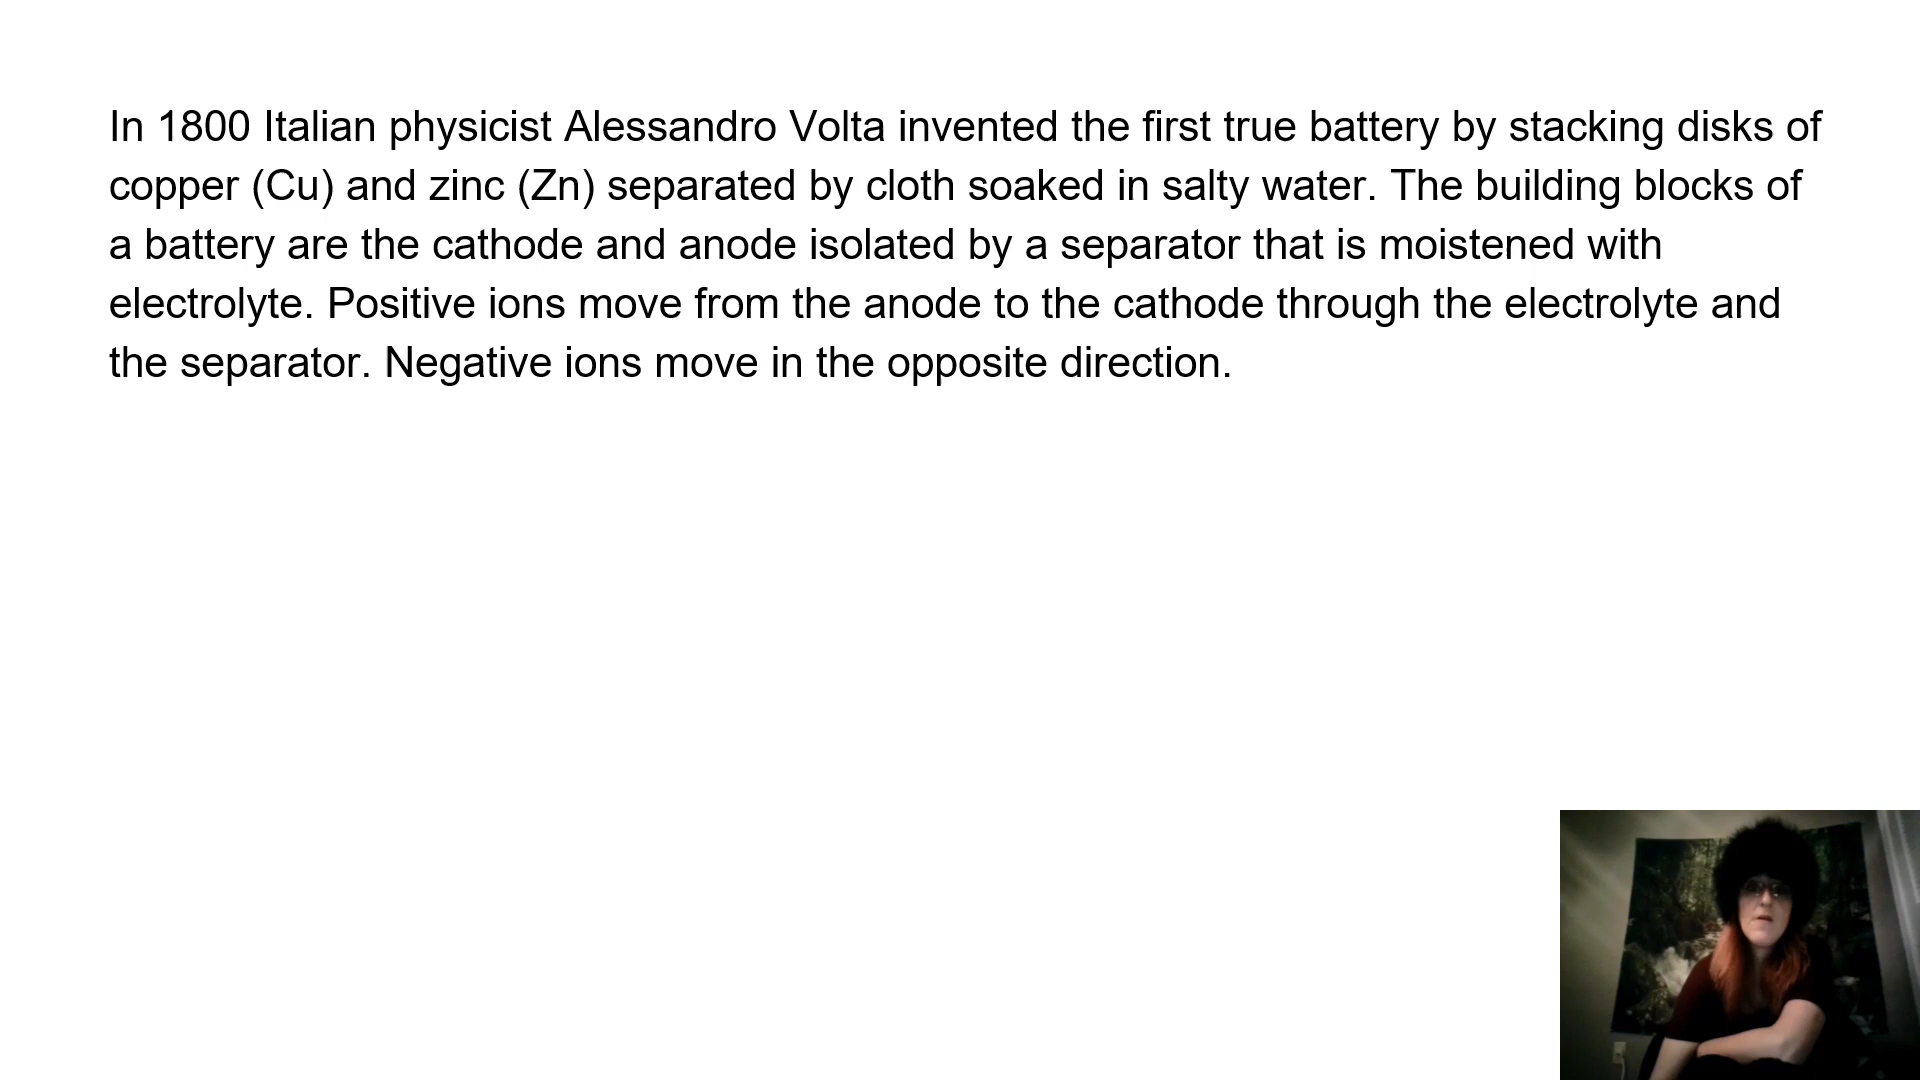 In 1800 Italian physicist Alessandro Volta invented the first true battery by stacking disks of
copper (Cu) and zinc (Zn) separated by cloth soaked in salty water. The building blocks of
a battery are the cathode and anode isolated by a separator that is moistened with
electrolyte. Positive ions move from the anode to the cathode through the electrolyte and
the separator. Negative ions move in the opposite direction.